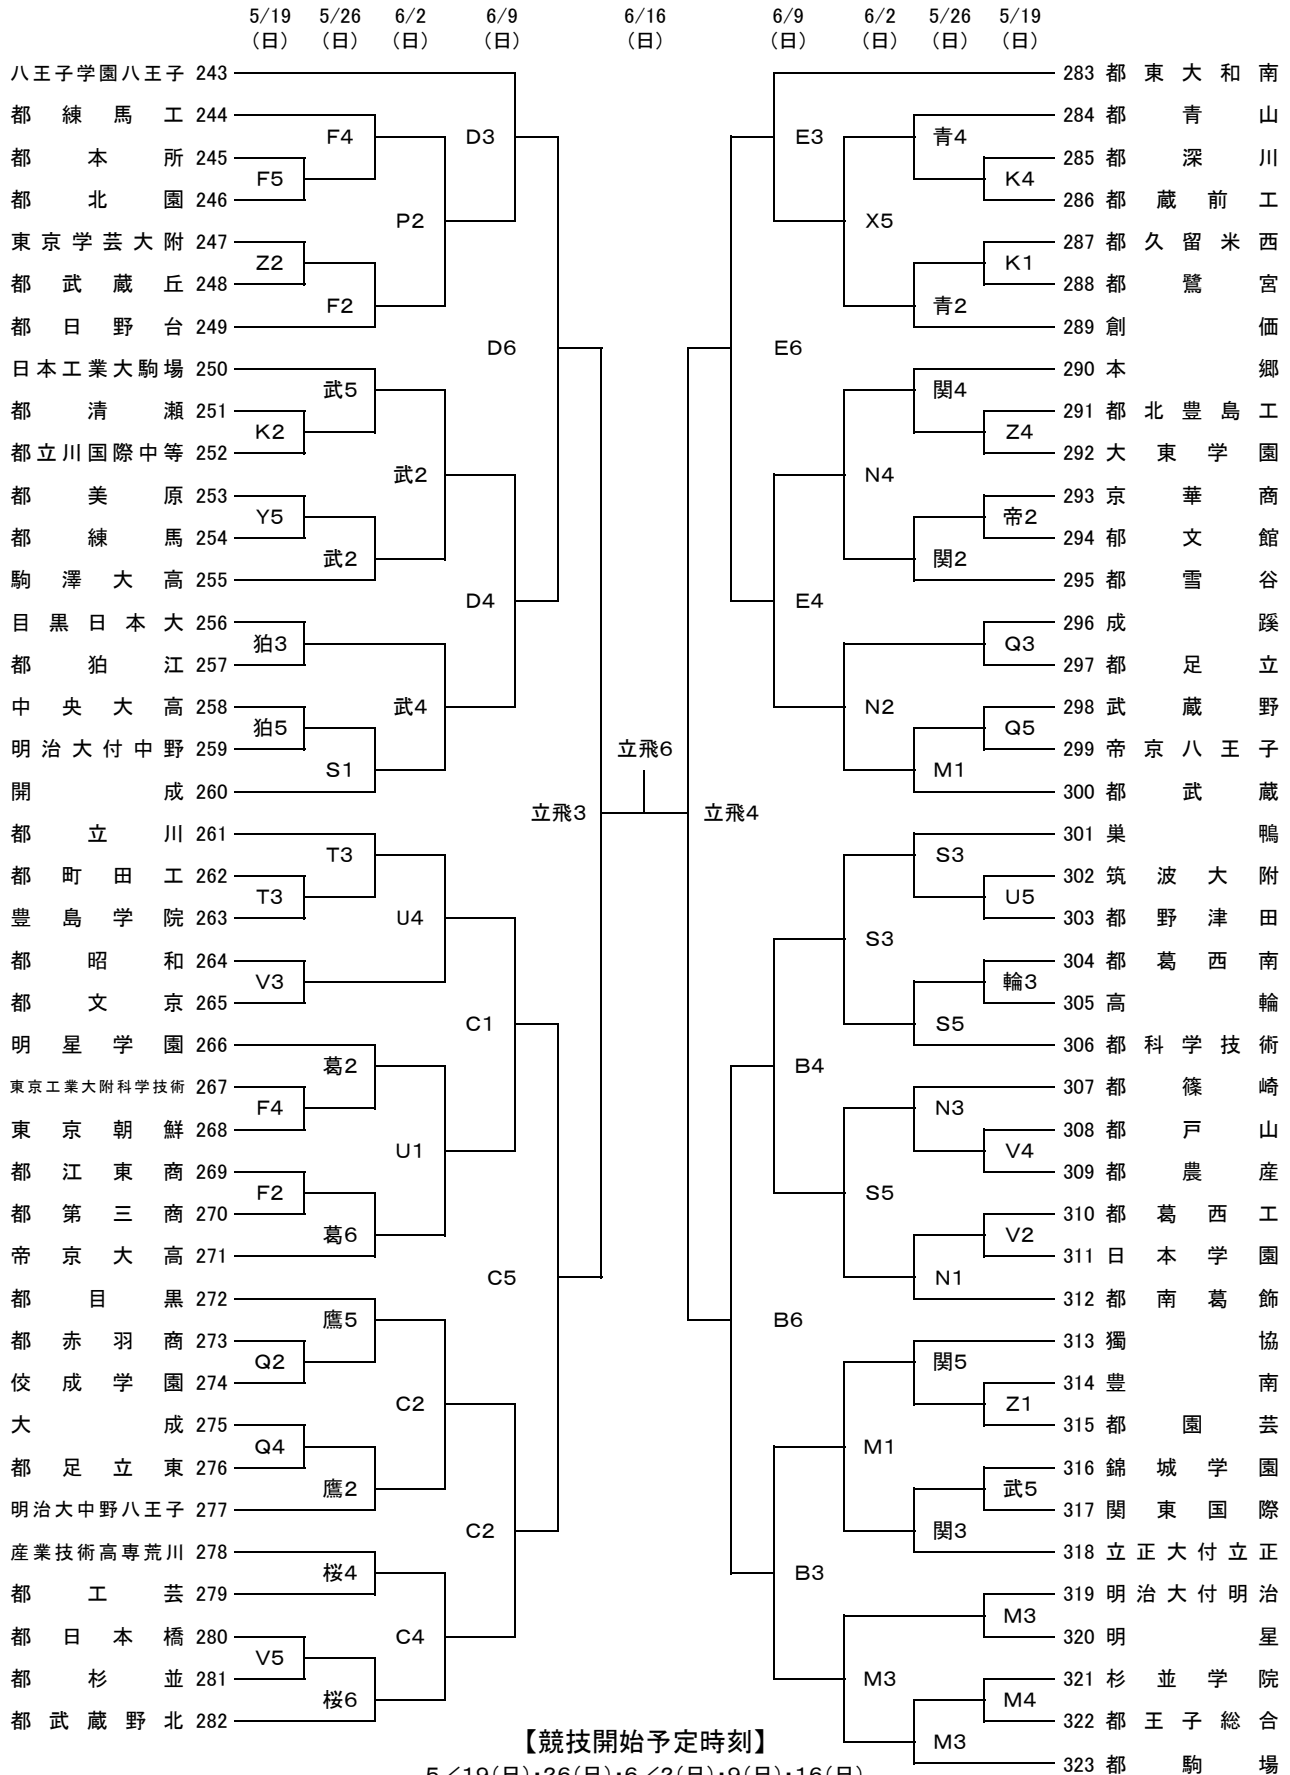 5/19 5/26 6/2 6/9 6/16 6/9 6/2 5/26 5/19
(日) (日) (日) (日) (日) (日) (日) (日) (日)
八王子学園八王子 243 283 都東大和南
都練馬工 244 284 都青山
F4 D3 E3 青4
都本所 245 285 都深川
F5 K4
都北園 246 286 都蔵前工
P2 X5
東京学芸大附 247 287 都久留米西
Z2 K1
都武蔵丘 248 288 都鷺宮
F2 青2
都日野台 249 289 創価
D6 E6
日本工業大駒場 250 290 本郷
武5 関4
都清瀬 251 291 都北豊島工
K2 Z4
都立川国際中等 252 292 大東学園
武2 N4
都美原 253 293 京華商
Y5 帝2
都練馬 254 294 郁文館
武2 関2
駒澤大高 255 295 都雪谷
D4 E4
目黒日本大 256 296 成蹊
狛3 Q3
都狛江 257 297 都足立
中央大高 258 武4 N2 298 武蔵野
狛5 Q5
明治大付中野 259 立飛6 299 帝京八王子
S1 M1
開成 260 300 都武蔵
立飛3 立飛4
都立川 261 301 巣鴨
T3 S3
都町田工 262 302 筑波大附
T3 U5
豊島学院 263 U4 303 都野津田
S3
都昭和 264 304 都葛西南
V3 輪3
都文京 265 305 高輪
C1 S5
明星学園 266 306 都科学技術
葛2 B4
東京工業大附科学技術 267 307 都篠崎
F4 N3
東京朝鮮 268 308 都戸山
U1 V4
都江東商 269 309 都農産
F2 S5
都第三商 270 310 都葛西工
葛6 V2
帝京大高 271 311 日本学園
C5 N1
都目黒 272 312 都南葛飾
鷹5 B6
都赤羽商 273 313 獨協
Q2 関5
佼成学園 274 314 豊南
C2 Z1
大成 275 315 都園芸
Q4 M1
都足立東 276 316 錦城学園
鷹2 武5
明治大中野八王子 277 317 関東国際
C2 関3
産業技術高専荒川 278 318 立正大付立正
桜4 B3
都工芸 279 319 明治大付明治
M3
都日本橋 280 C4 320 明星
V5
都杉並 281 M3 321 杉並学院
桜6 M4
都武蔵野北 282 322 都王子総合
【競技開始予定時刻】 M3
323 都駒場
5/19(日)・26(日)・6/2(日)・9(日)・16(日)